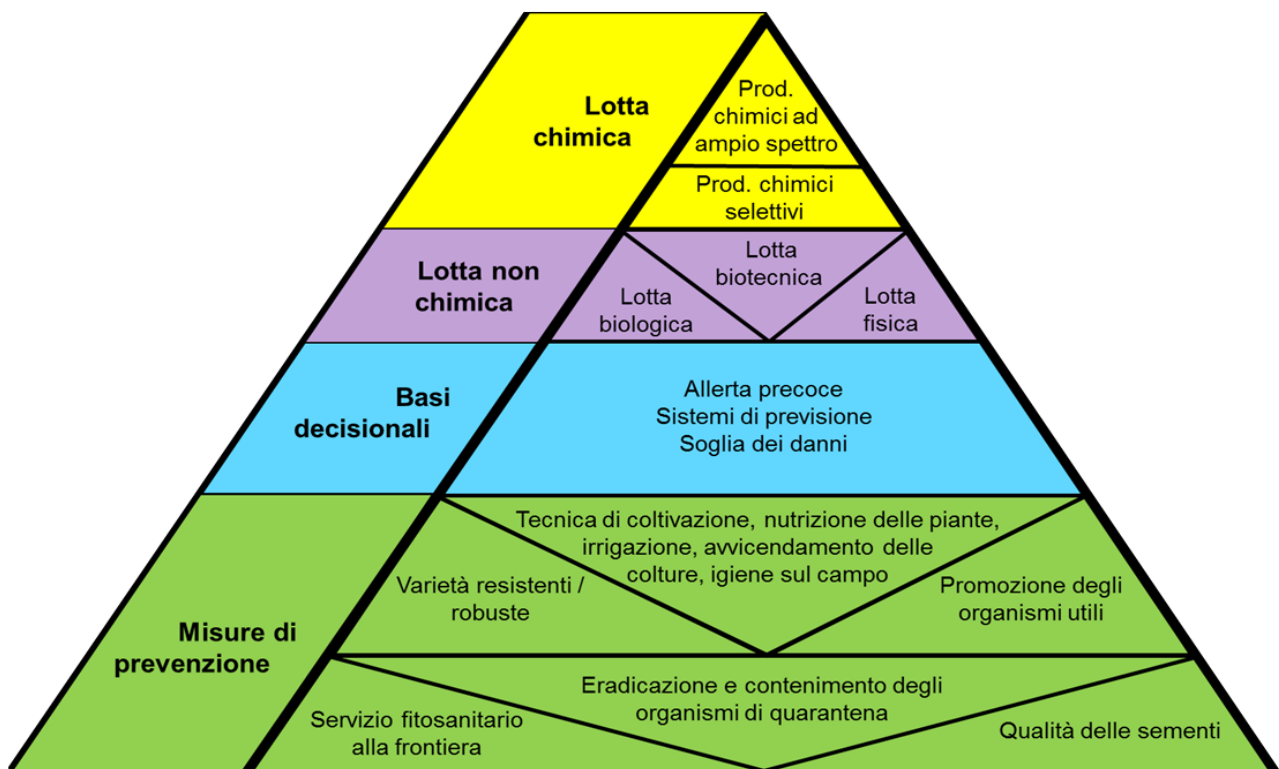 Lotta
chimica
Prod.
chimici ad
ampio spettro
Prod. chimici
selettivi
Lotta non
chimica
Lotta
biologica
Lotta
biotecnica
Lotta
fisica
Basi
decisionali
Allerta precoce
Sistemi di previsione
Soglia dei danni
Misure di
prevenzione
Varietà resistenti /
robuste
Tecnica di coltivazione, nutrizione delle piante,
irrigazione, avvicendamento delle
colture, igiene sul campo
Promozione degli
organismi utili
Servizio fitosanitario
alla frontiera
Eradicazione e contenimento degli
organismi di quarantena
Qualità delle sementi